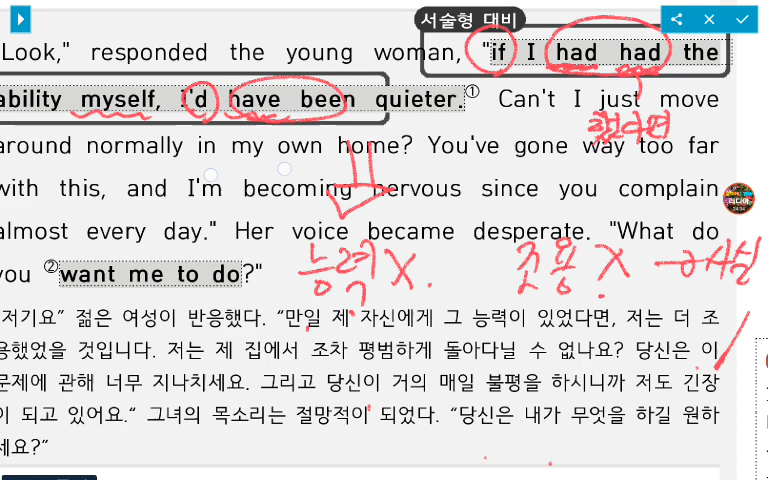 서술형 대비
Look," responded the young woman, "if I had had the
ability myself, I'd have been quieter.① Can't I just move
했다면
around normally in my own home? You've gone way too far
with this, and I'm becoming nervous since you complain
almost every day." Her voice became desperate. "What do
you ②want me to do?"
능력 X. 조용 X
저기요” 젊은 여성이 반응했다. “만일 제 자신에게 그 능력이 있었다면, 저는 더 조
용했었을 것입니다. 저는 제 집에서 조차 평범하게 돌아다닐 수 없나요? 당신은 이
문제에 관해 너무 지나치세요. 그리고 당신이 거의 매일 불평을 하시니까 저도 긴장
이 되고 있어요.“ 그녀의 목소리는 절망적이 되었다. “당신은 내가 무엇을 하길 원하
세요?”